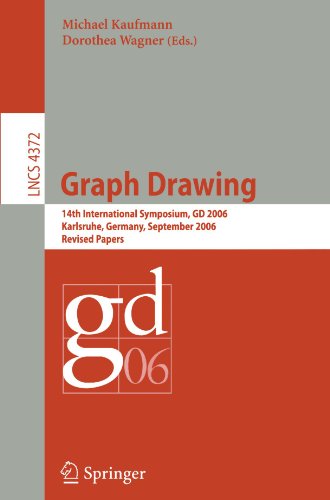 Michael Kaufmann
Dorothea Wagner (Eds.)
LNCS 4372
Graph Drawing
14th International Symposium, GD 2006
Karlsruhe, Germany, September 2006
Revised Papers
gd
06
Springer